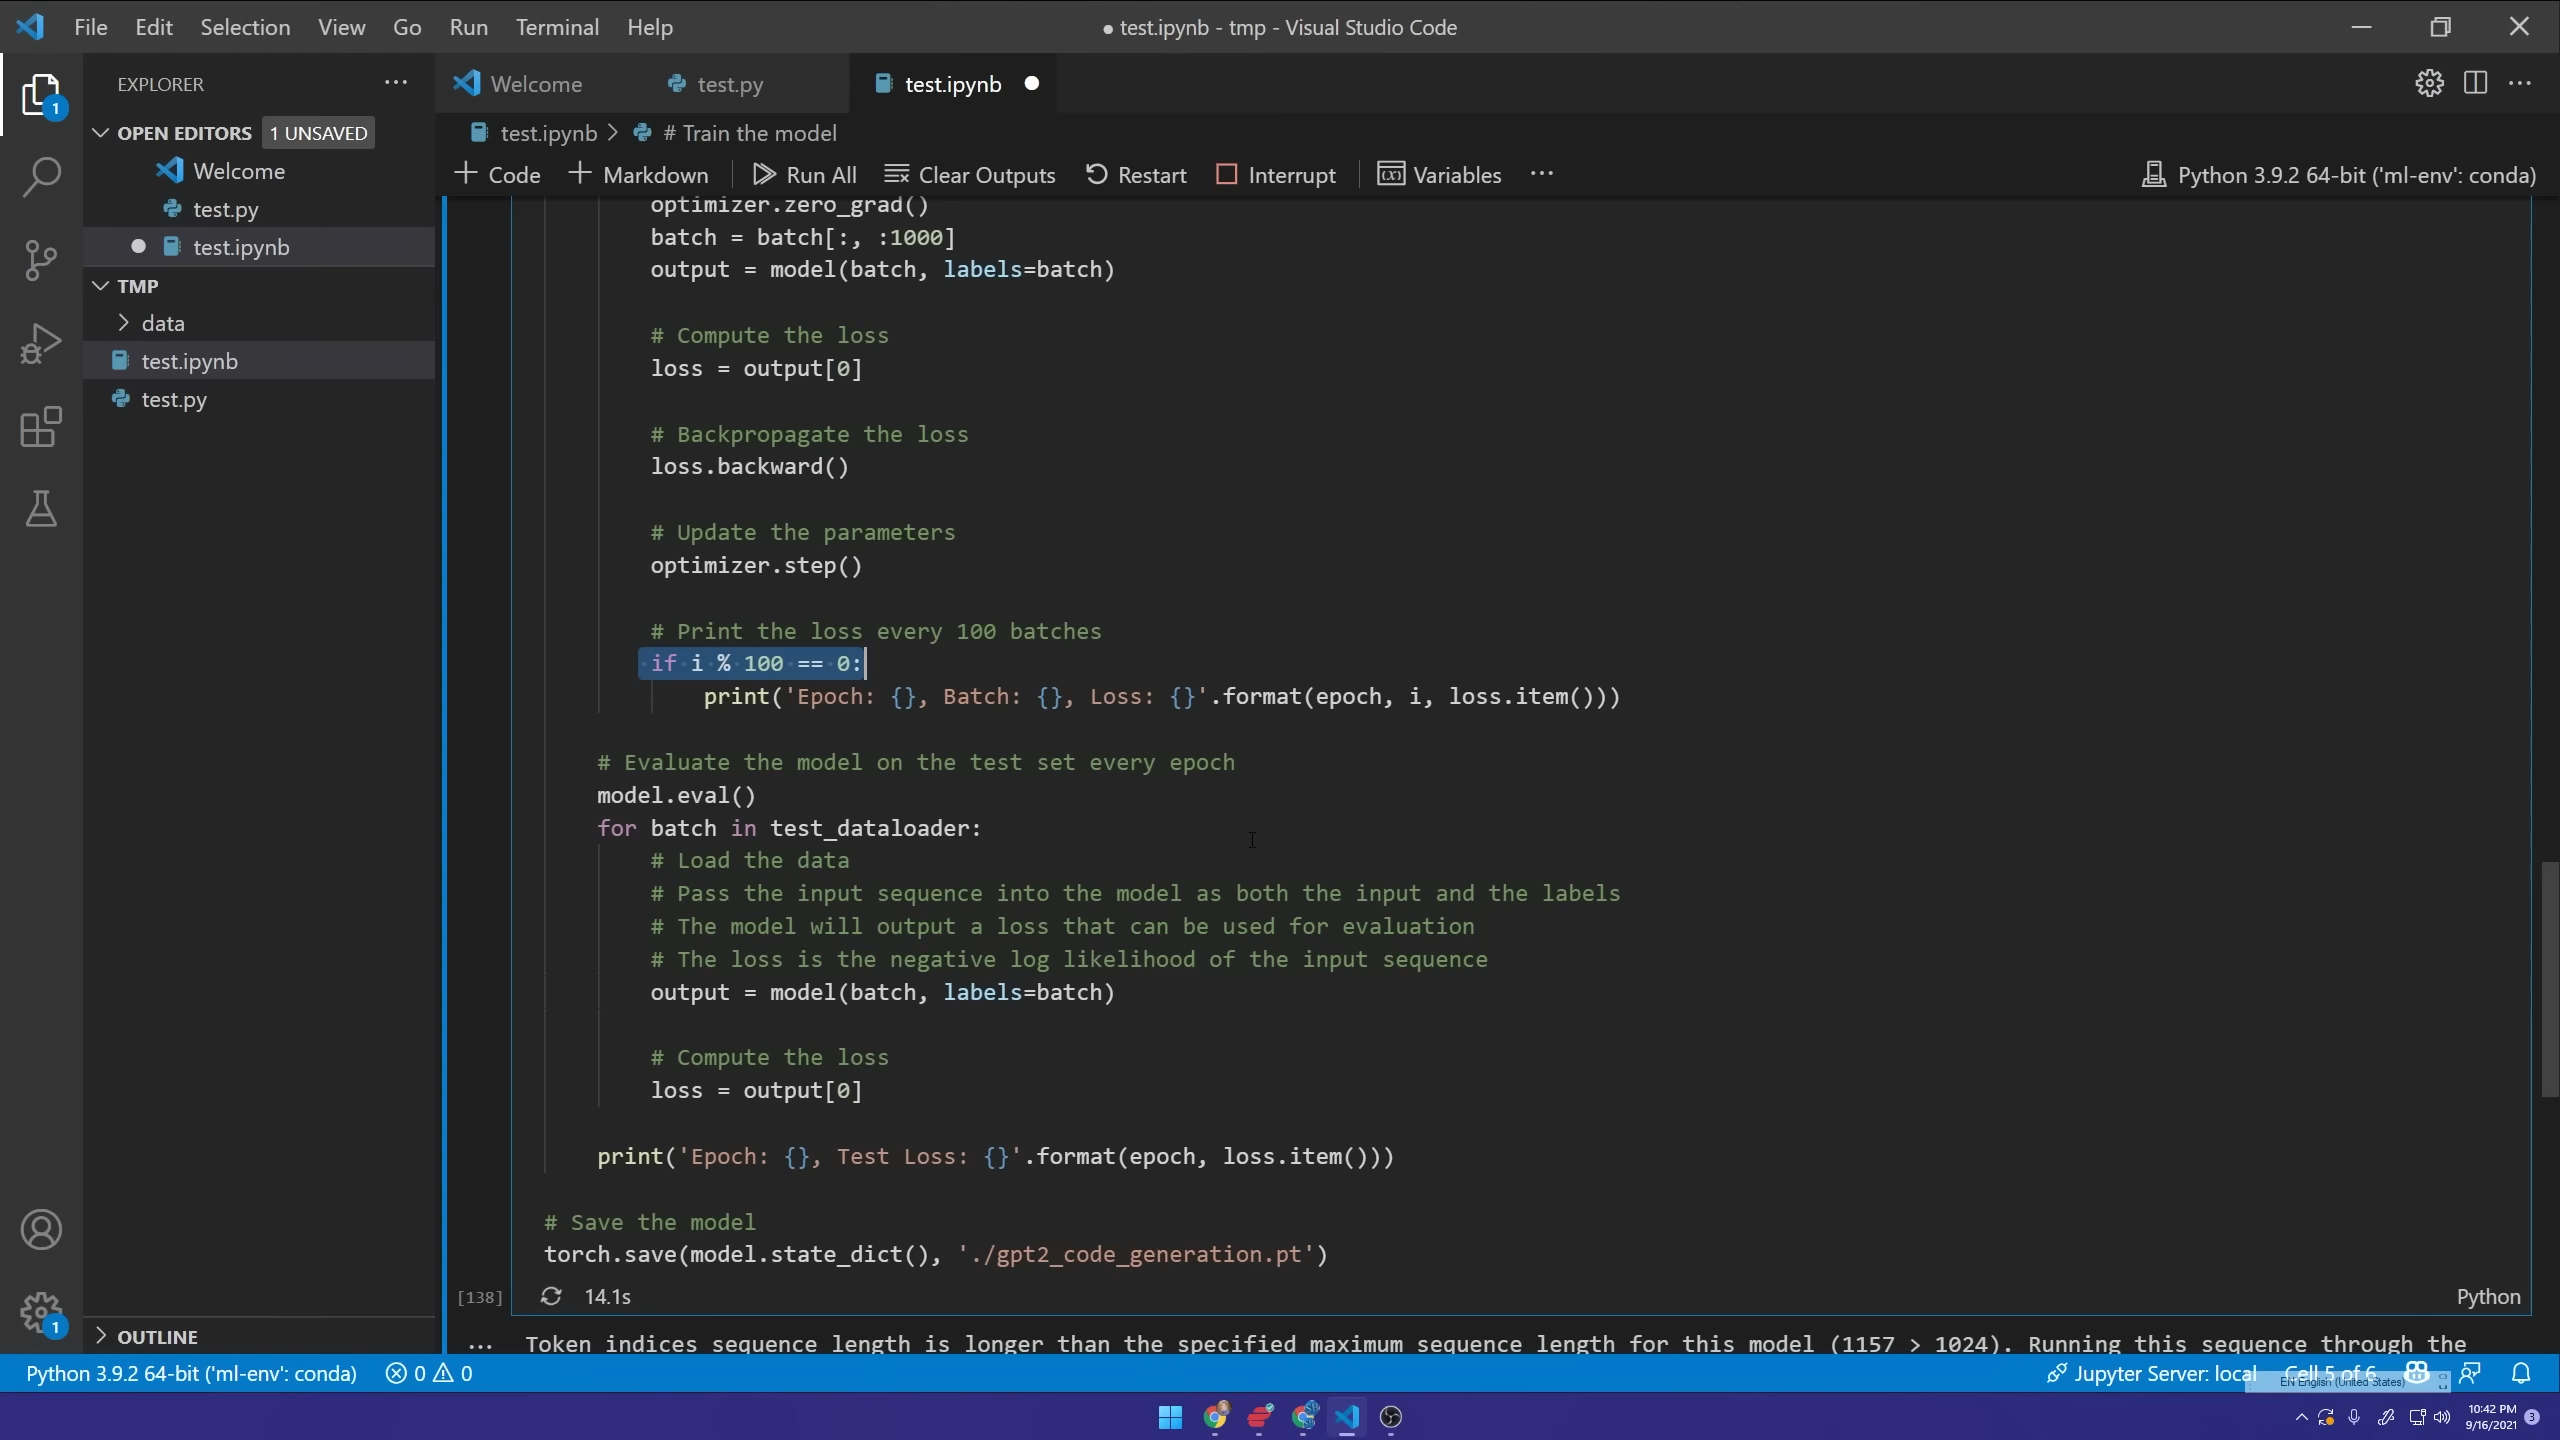 File Edit Selection View Go Run Terminal Help
● test.ipynb - tmp - Visual Studio Code
EXPLORER
Welcome test.py test.ipynb
OPEN EDITORS 1 UNSAVED
Welcome
test.py
test.ipynb
TMP
data
test.ipynb
test.py
OUTLINE
1
1
test.ipynb > # Train the model
+ Code + Markdown Run All Clear Outputs Restart Interrupt Variables ... Python 3.9.2 64-bit ('ml-env': conda)
optimizer.zero_grad()
batch = batch[:, :1000]
output = model(batch, labels=batch)
# Compute the loss
loss = output[0]
# Backpropagate the loss
loss.backward()
# Update the parameters
optimizer.step()
# Print the loss every 100 batches
if i % 100 == 0:
print('Epoch: {}, Batch: {}, Loss: {}'.format(epoch, i, loss.item()))
# Evaluate the model on the test set every epoch
model.eval()
for batch in test_dataloader:
# Load the data
# Pass the input sequence into the model as both the input and the labels
# The model will output a loss that can be used for evaluation
# The loss is the negative log likelihood of the input sequence
output = model(batch, labels=batch)
# Compute the loss
loss = output[0]
print('Epoch: {}, Test Loss: {}'.format(epoch, loss.item()))
# Save the model
torch.save(model.state_dict(), './gpt2_code_generation.pt')
[138] 14.1s Python
... Token indices sequence length is longer than the specified maximum sequence length for this model (1157 > 1024). Running this sequence through the
Python 3.9.2 64-bit ('ml-env': conda) 0 0 Jupyter Server: local Cell 5 of 6
EN English (United States)
10:42 PM
9/16/2021
3